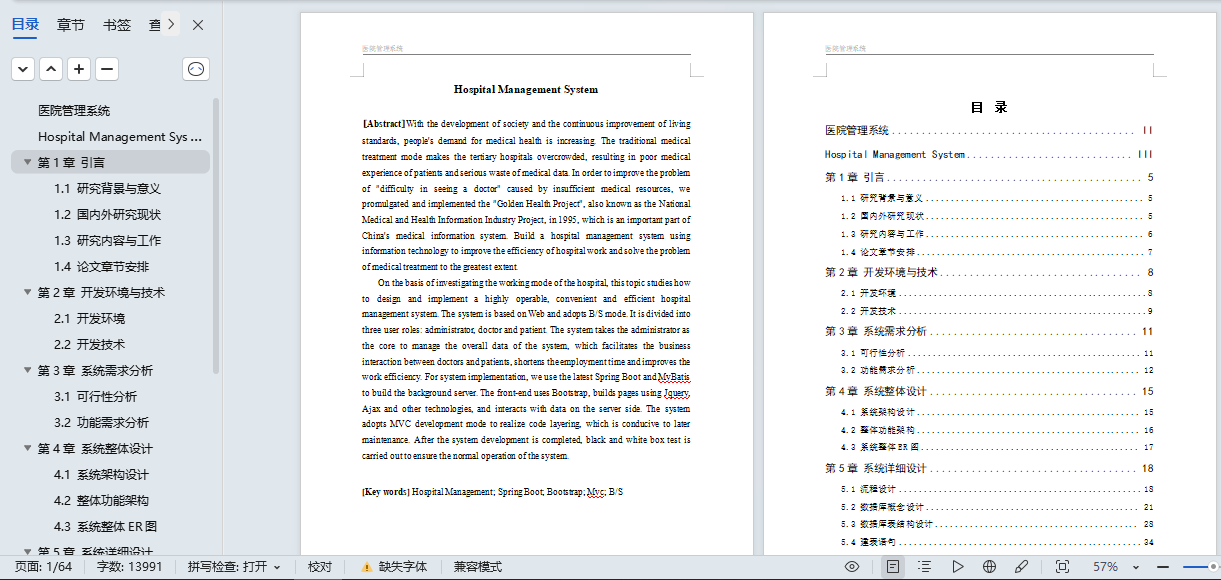 目录 章节 书签 查
医院管理系统
Hospital Management Sys ...
第 1 章 引言
1.1 研究背景与意义
1.2 国内外研究现状
1.3 研究内容与工作
1.4 论文章节安排
第 2 章 开发环境与技术
2.1 开发环境
2.2 开发技术
第 3 章 系统需求分析
3.1 可行性分析
3.2 功能需求分析
第 4 章 系统整体设计
4.1 系统架构设计
4.2 整体功能架构
4.3 系统整体 ER 图
第 5 章 系统详细设计
医院管理系统
Hospital Management System
[Abstract]With the development of society and the continuous improvement of living
standards, people's demand for medical health is increasing. The traditional medical
treatment mode makes the tertiary hospitals overcrowded, resulting in poor medical
experience of patients and serious waste of medical data. In order to improve the problem
of "difficulty in seeing a doctor" caused by insufficient medical resources, we
promulgated and implemented the "Golden Health Project", also known as the National
Medical and Health Information Industry Project, in 1995, which is an important part of
China's medical information system. Build a hospital management system using
information technology to improve the efficiency of hospital work and solve the problem
of medical treatment to the greatest extent.
On the basis of investigating the working mode of the hospital, this topic studies how
to design and implement a highly operable, convenient and efficient hospital
management system. The system is based on Web and adopts B/S mode. It is divided into
three user roles: administrator, doctor and patient. The system takes the administrator as
the core to manage the overall data of the system, which facilitates the business
interaction between doctors and patients, shortens the employment time and improves the
work efficiency. For system implementation, we use the latest Spring Boot and MyBatis
to build the background server. The front-end uses Bootstrap, builds pages using Jquery,
Ajax and other technologies, and interacts with data on the server side. The system
adopts MVC development mode to realize code layering, which is conducive to later
maintenance. After the system development is completed, black and white box test is
carried out to ensure the normal operation of the system.
[Key words] Hospital Management; Spring Boot; Bootstrap; Mvc; B/S
医院管理系统
目 录
医院管理系统 II
Hospital Management System III
第 1 章 引言 5
1.1 研究背景与意义 5
1.2 国内外研究现状 5
1.3 研究内容与工作 6
1.4 论文章节安排 7
第 2 章 开发环境与技术 8
2.1 开发环境 8
2.2 开发技术 9
第 3 章 系统需求分析 11
3.1 可行性分析 11
3.2 功能需求分析 12
第 4 章 系统整体设计 15
4.1 系统架构设计 15
4.2 整体功能架构 16
4.3 系统整体 ER 图 17
第 5 章 系统详细设计 18
5.1 流程设计 18
5.2 数据库概念设计 21
5.3 数据库表结构设计 28
5.4 建表语句 34
页面: 1/64 字数: 13991 拼写检查: 打开 校对 缺失字体 兼容模式 57%